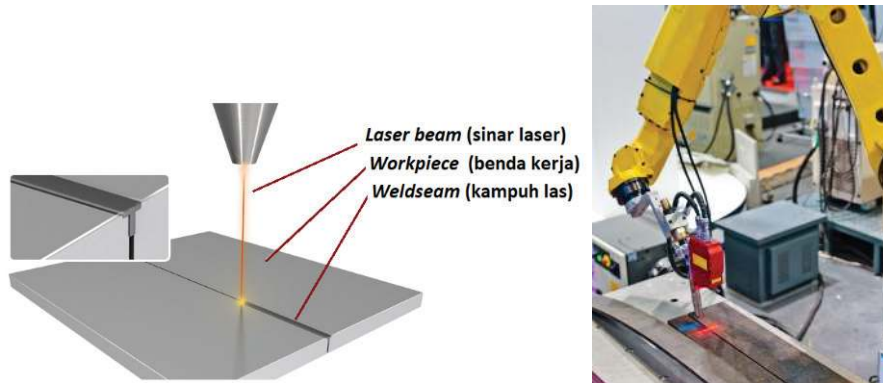 Laser beam (sinar laser)
Workpiece (benda kerja)
Weldseam (kampuh las)